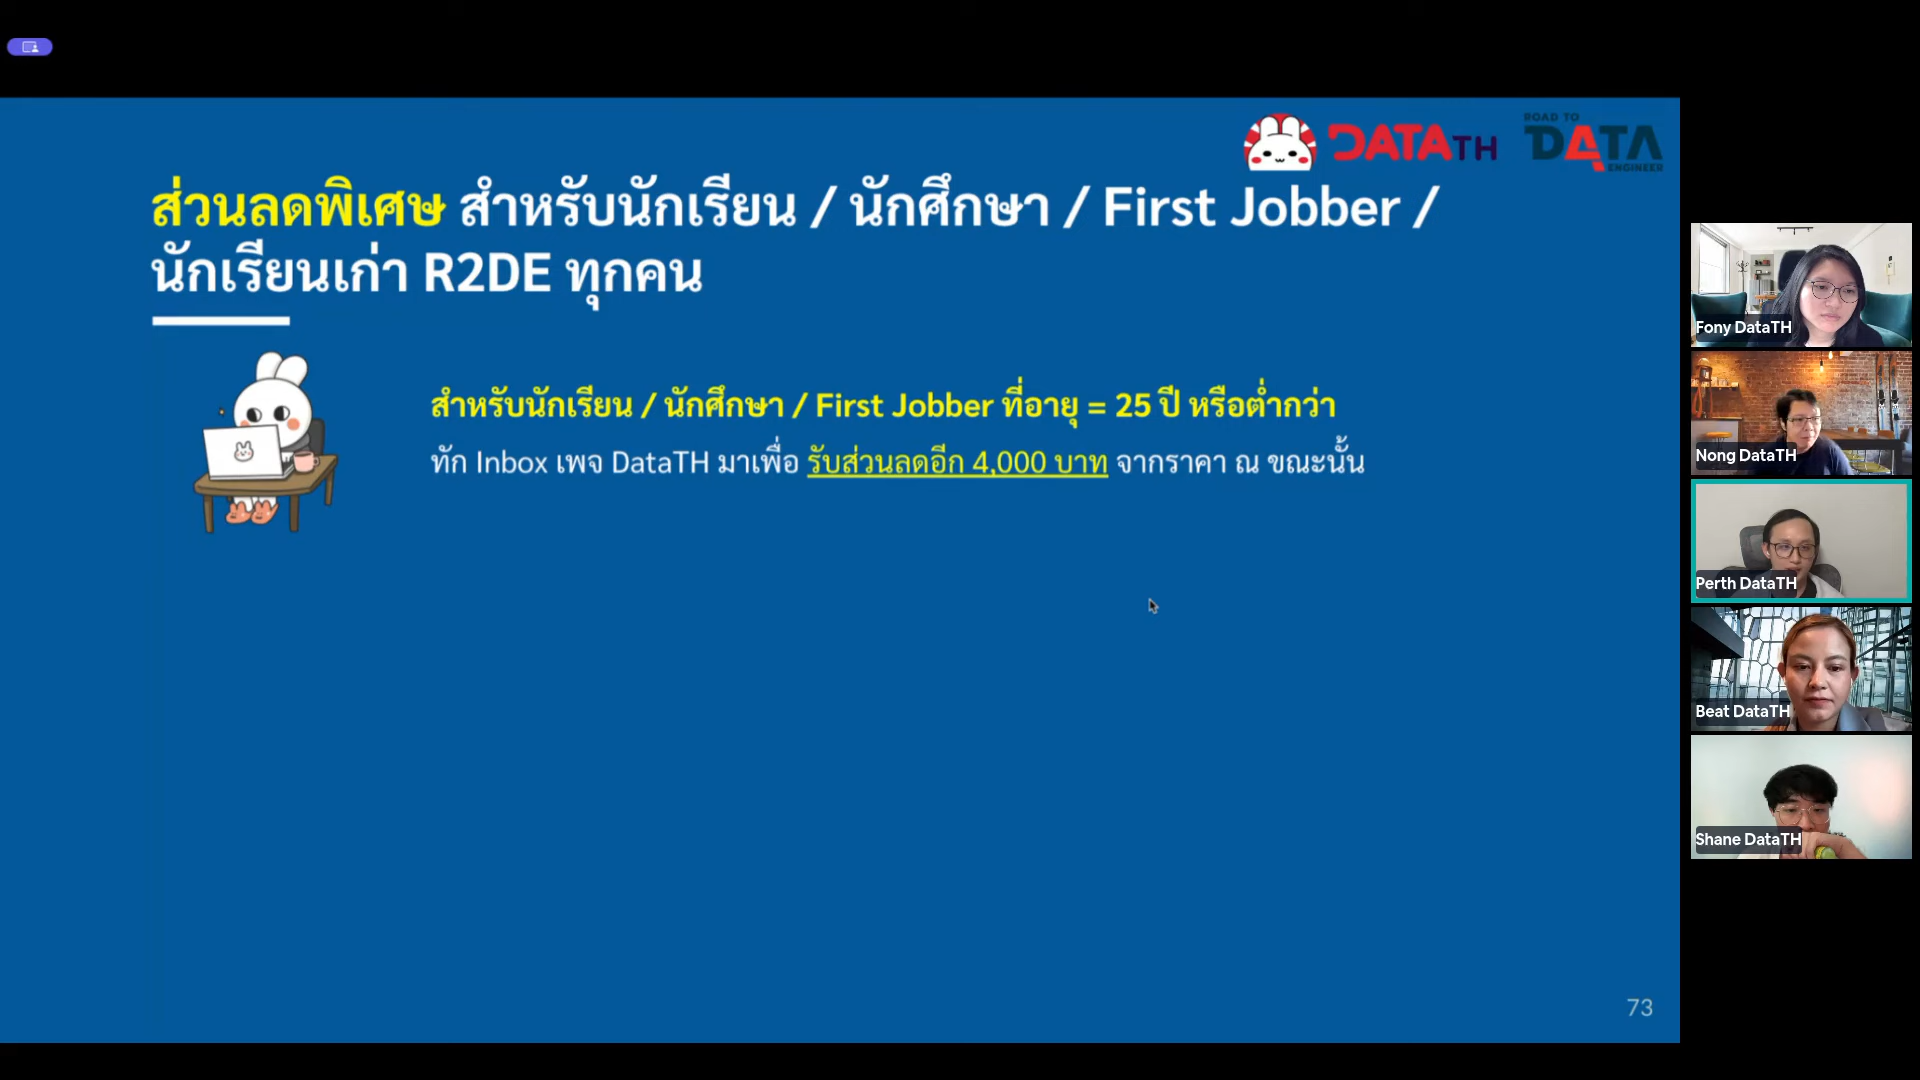 DATATH
ROAD TO
DATA
ENGINEER
ส่วนลดพิเศษ สำหรับนักเรียน / นักศึกษา / First Jobber /
นักเรียนเก่า R2DE ทุกคน
สำหรับนักเรียน / นักศึกษา / First Jobber ที่อายุ = 25 ปี หรือต่ำกว่า
ทัก Inbox เพจ DataTH มาเพื่อ รับส่วนลดอีก 4,000 บาท จากราคา ณ ขณะนั้น
73
Fony DataTH
Nong DataTH
Perth DataTH
Beat DataTH
Shane DataTH